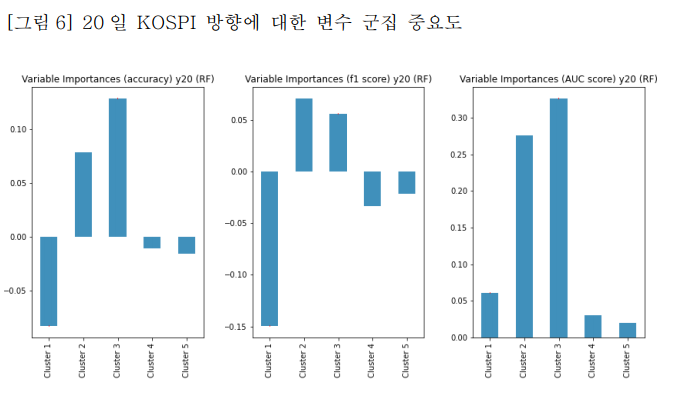 [그림 6] 20 일 KOSPI 방향에 대한 변수 군집 중요도
Variable Importances (accuracy) y20 (RF)
0.10
0.05
0.00
−0.05
Cluster 1
Cluster 2
Cluster 3
Cluster 4
Cluster 5
Variable Importances (f1 score) y20 (RF)
0.05
0.00
−0.05
−0.10
−0.15
Cluster 1
Cluster 2
Cluster 3
Cluster 4
Cluster 5
Variable Importances (AUC score) y20 (RF)
0.30
0.25
0.20
0.15
0.10
0.05
0.00
Cluster 1
Cluster 2
Cluster 3
Cluster 4
Cluster 5